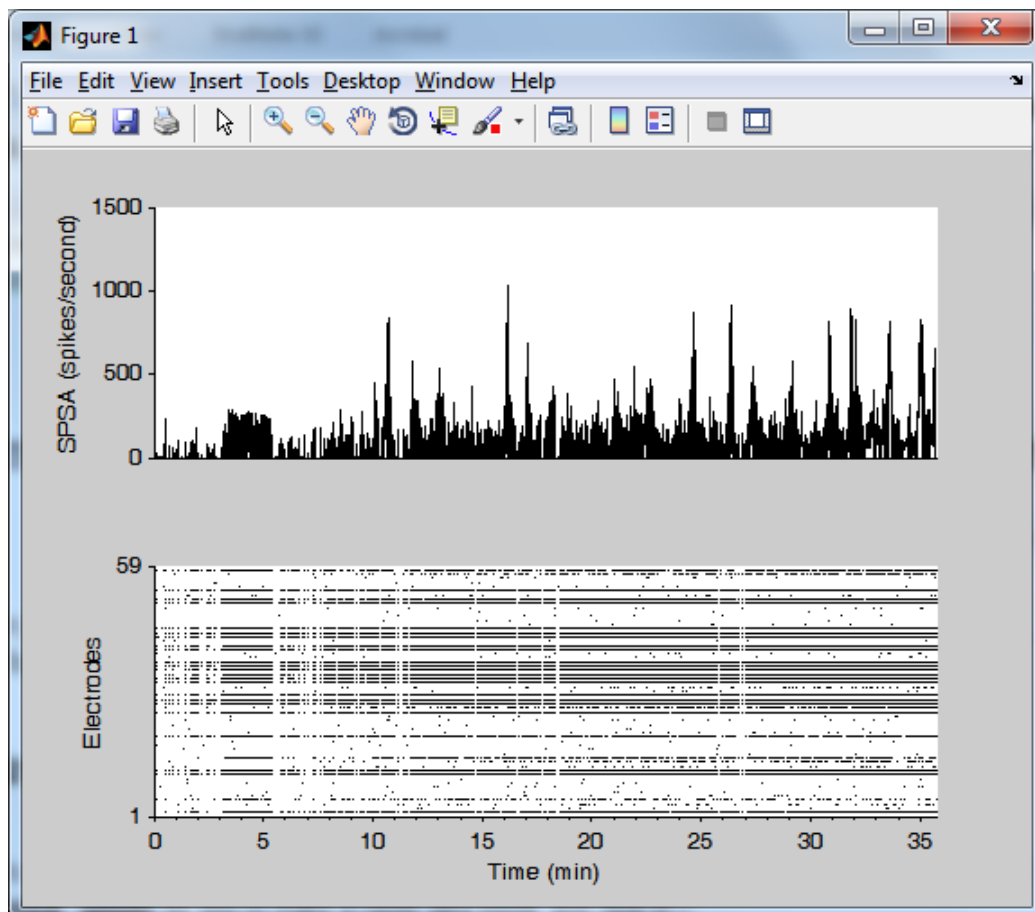 Figure 1
File Edit View Insert Tools Desktop Window Help
1500
1000
500
0
SPSA (spikes/second)
59
1
Electrodes
0 5 10 15 20 25 30 35
Time (min)